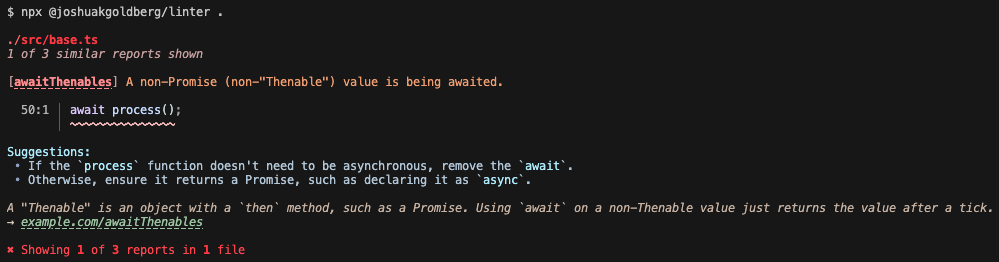 $ npx @joshuakgoldberg/linter .
./src/base.ts
1 of 3 similar reports shown
[awaitThenables] A non-Promise (non-"Thenable") value is being awaited.
50:1 await process();
Suggestions:
• If the `process` function doesn't need to be asynchronous, remove the `await`.
• Otherwise, ensure it returns a Promise, such as declaring it as `async`.
A "Thenable" is an object with a `then` method, such as a Promise. Using `await` on a non-Thenable value just returns the value after a tick.
→ example.com/awaitThenables
✖ Showing 1 of 3 reports in 1 file